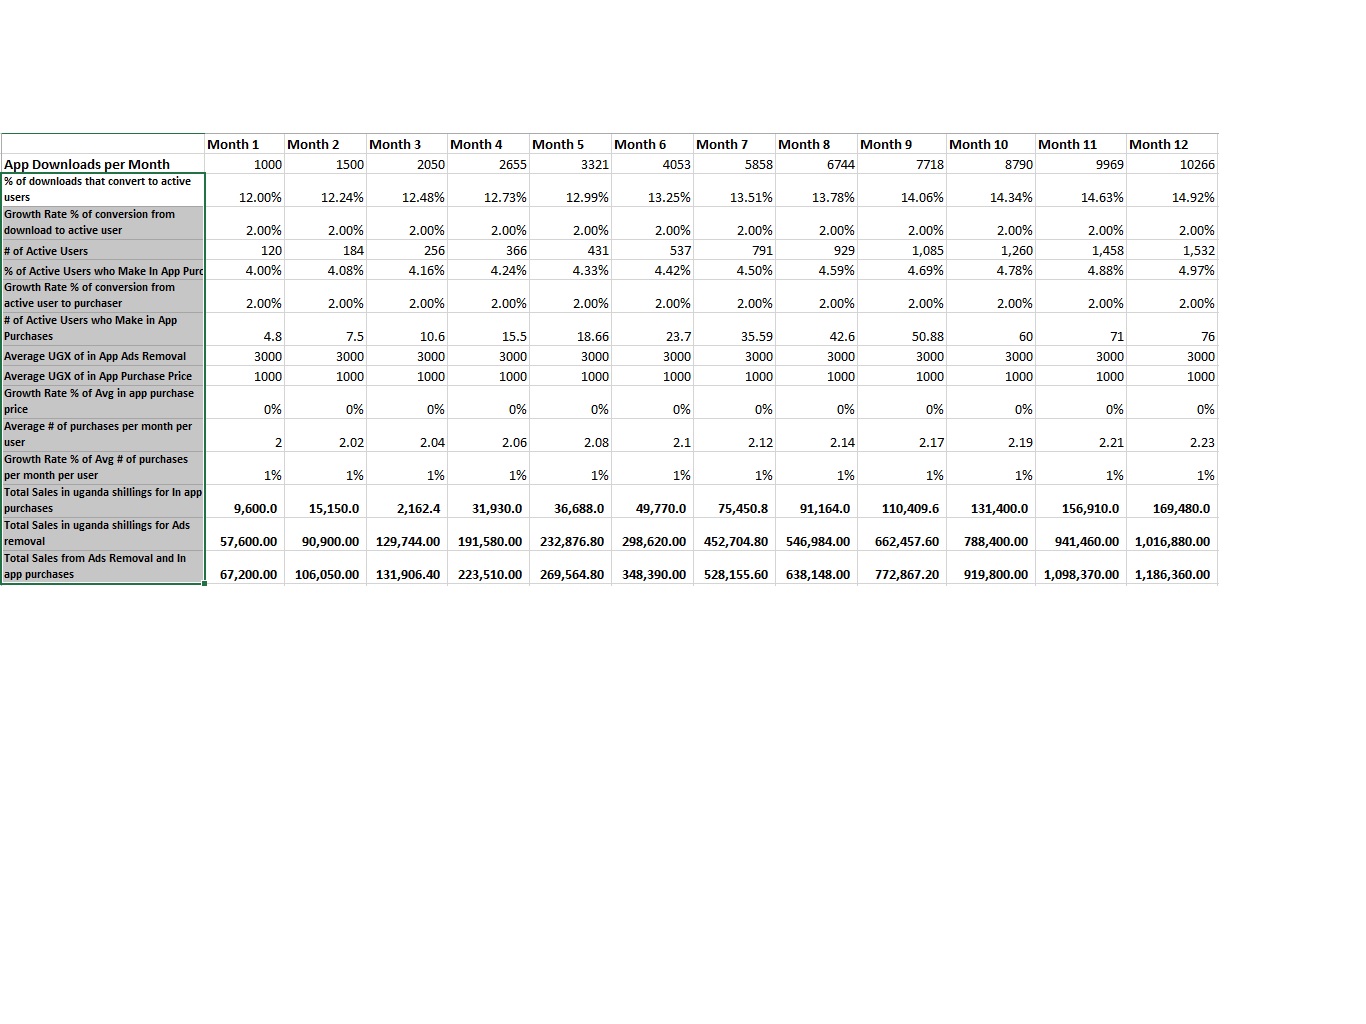 Month 1 Month 2 Month 3 Month 4 Month 5 Month 6 Month 7 Month 8 Month 9 Month 10 Month 11 Month 12
App Downloads per Month 1000 1500 2050 2655 3321 4053 5858 6744 7718 8790 9969 10266
% of downloads that convert to active
users 12.00% 12.24% 12.48% 12.73% 12.99% 13.25% 13.51% 13.78% 14.06% 14.34% 14.63% 14.92%
Growth Rate % of conversion from
download to active user 2.00% 2.00% 2.00% 2.00% 2.00% 2.00% 2.00% 2.00% 2.00% 2.00% 2.00% 2.00%
# of Active Users 120 184 256 366 431 537 791 929 1,085 1,260 1,458 1,532
% of Active Users who Make In App Purc 4.00% 4.08% 4.16% 4.24% 4.33% 4.42% 4.50% 4.59% 4.69% 4.78% 4.88% 4.97%
Growth Rate % of conversion from
active user to purchaser 2.00% 2.00% 2.00% 2.00% 2.00% 2.00% 2.00% 2.00% 2.00% 2.00% 2.00% 2.00%
# of Active Users who Make in App
Purchases 4.8 7.5 10.6 15.5 18.66 23.7 35.59 42.6 50.88 60 71 76
Average UGX of in App Ads Removal 3000 3000 3000 3000 3000 3000 3000 3000 3000 3000 3000 3000
Average UGX of in App Purchase Price 1000 1000 1000 1000 1000 1000 1000 1000 1000 1000 1000 1000
Growth Rate % of Avg in app purchase
price 0% 0% 0% 0% 0% 0% 0% 0% 0% 0% 0% 0%
Average # of purchases per month per
user 2 2.02 2.04 2.06 2.08 2.1 2.12 2.14 2.17 2.19 2.21 2.23
Growth Rate % of Avg # of purchases
per month per user 1% 1% 1% 1% 1% 1% 1% 1% 1% 1% 1% 1%
Total Sales in uganda shillings for In app
purchases 9,600.0 15,150.0 2,162.4 31,930.0 36,688.0 49,770.0 75,450.8 91,164.0 110,409.6 131,400.0 156,910.0 169,480.0
Total Sales in uganda shillings for Ads
removal 57,600.00 90,900.00 129,744.00 191,580.00 232,876.80 298,620.00 452,704.80 546,984.00 662,457.60 788,400.00 941,460.00 1,016,880.00
Total Sales from Ads Removal and In
app purchases 67,200.00 106,050.00 131,906.40 223,510.00 269,564.80 348,390.00 528,155.60 638,148.00 772,867.20 919,800.00 1,098,370.00 1,186,360.00